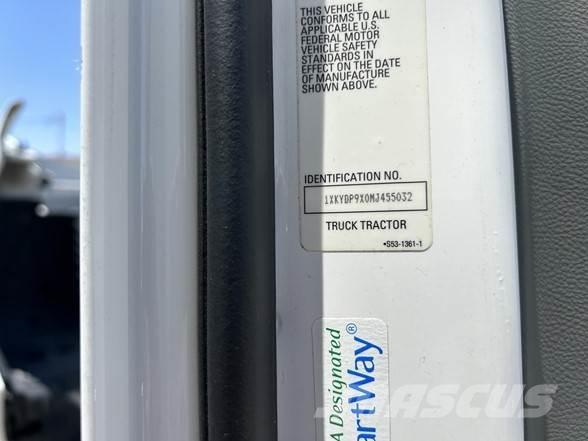 THIS VEHICLE
CONFORMS TO ALL
APPLICABLE U.S.
FEDERAL MOTOR
VEHICLE SAFETY
STANDARDS IN
EFFECT ON THE DATE
OF MANUFACTURE
SHOWN ABOVE.
IDENTIFICATION NO.
1XKYDP9X0MJ455032
TRUCK TRACTOR
•S53-1361-1
A Designated
artWay®
MASCUS